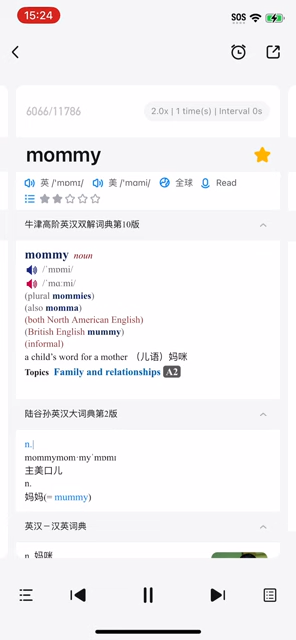 15:24
SOS
6066/11786
2.0x | 1 time(s) | Interval 0s
mommy
英 /'mɒmɪ/ 美 /'mɑmi/ 全球 Read
牛津高阶英汉双解词典第10版
mommy noun
/ˈmɒmi/
/ˈmɑːmi/
(plural mommies)
(also momma)
(both North American English)
(British English mummy)
(informal)
a child's word for a mother （儿语）妈咪
Topics Family and relationships A2
陆谷孙英汉大词典第2版
n.|
mommymom·my ˈmɒmɪ
主美口儿
n.
妈妈(= mummy)
英汉－汉英词典
n. 妈咪